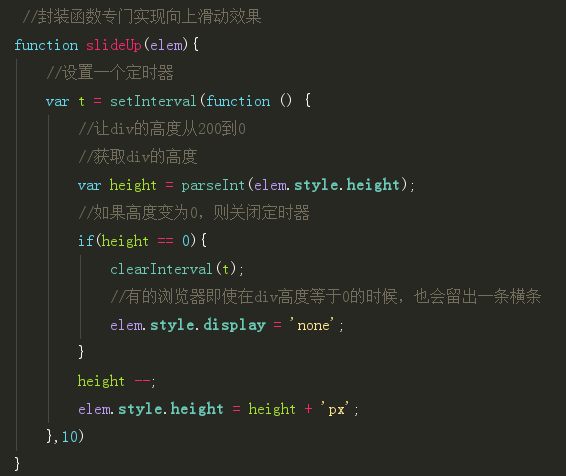 //封装函数专门实现向上滑动效果
function slideUp(elem){
//设置一个定时器
var t = setInterval(function () {
//让div的高度从200到0
//获取div的高度
var height = parseInt(elem.style.height);
//如果高度变为0，则关闭定时器
if(height == 0){
clearInterval(t);
//有的浏览器即使在div高度等于0的时候，也会留出一条横条
elem.style.display = 'none';
}
height --;
elem.style.height = height + 'px';
},10)
}